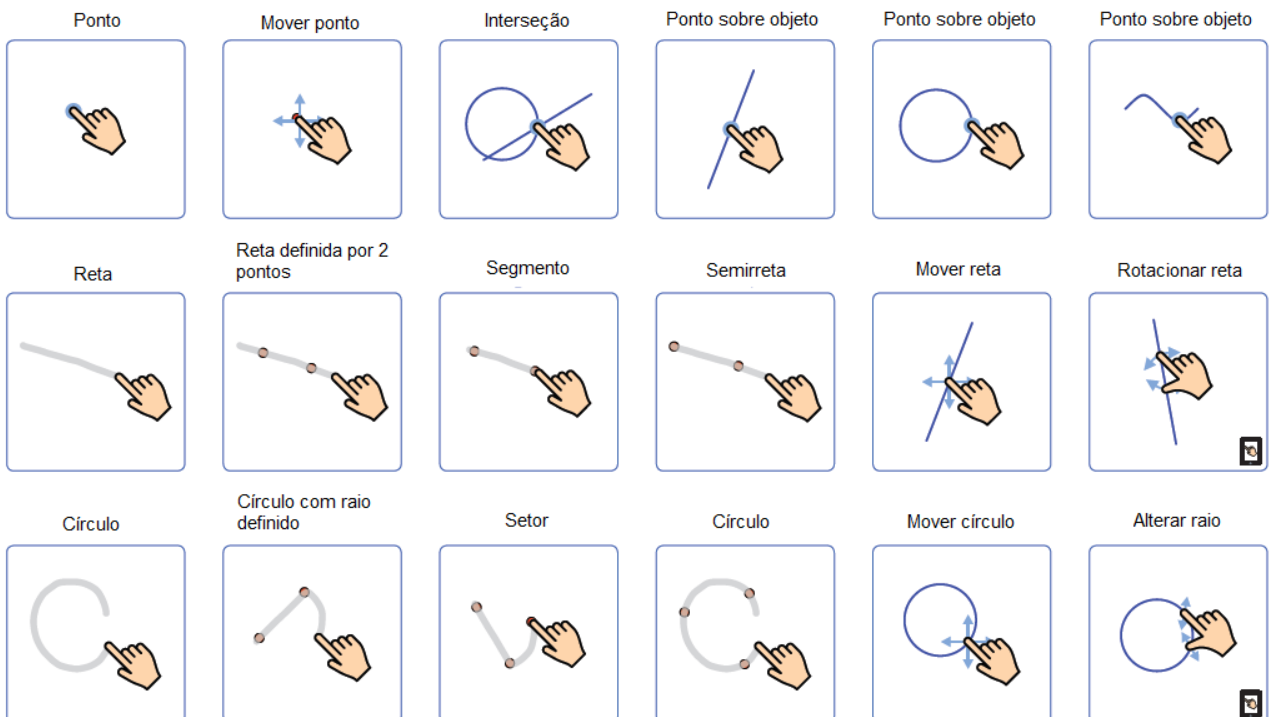 Ponto
Mover ponto
Interseção
Ponto sobre objeto
Ponto sobre objeto
Ponto sobre objeto
Reta
Reta definida por 2
pontos
Segmento
Semirreta
Mover reta
Rotacionar reta
Círculo
Círculo com raio
definido
Setor
Círculo
Mover círculo
Alterar raio